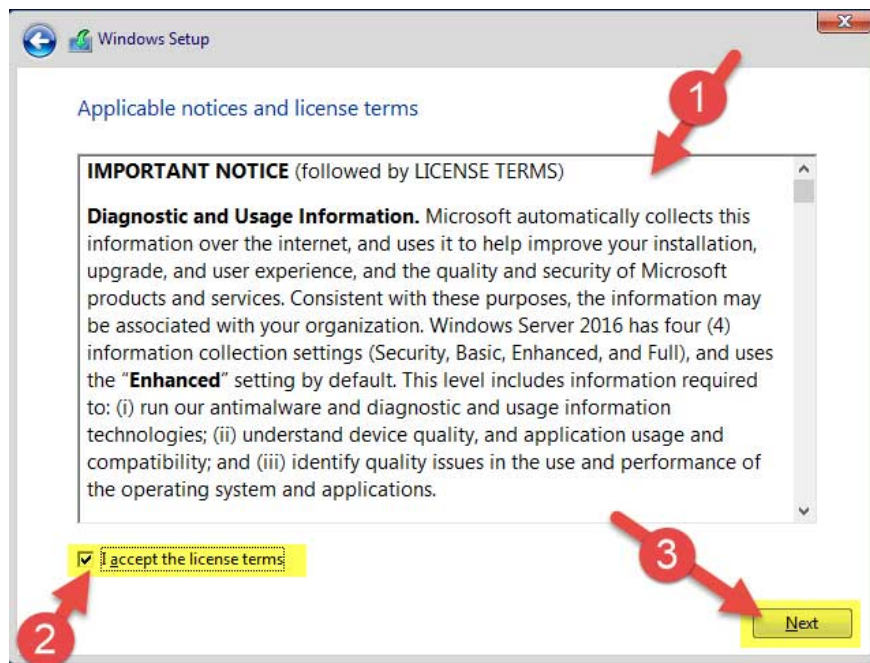 Windows Setup
Applicable notices and license terms
1
IMPORTANT NOTICE (followed by LICENSE TERMS)
Diagnostic and Usage Information. Microsoft automatically collects this
information over the internet, and uses it to help improve your installation,
upgrade, and user experience, and the quality and security of Microsoft
products and services. Consistent with these purposes, the information may
be associated with your organization. Windows Server 2016 has four (4)
information collection settings (Security, Basic, Enhanced, and Full), and uses
the “Enhanced” setting by default. This level includes information required
to: (i) run our antimalware and diagnostic and usage information
technologies; (ii) understand device quality, and application usage and
compatibility; and (iii) identify quality issues in the use and performance of
the operating system and applications.
I accept the license terms
3
2
Next